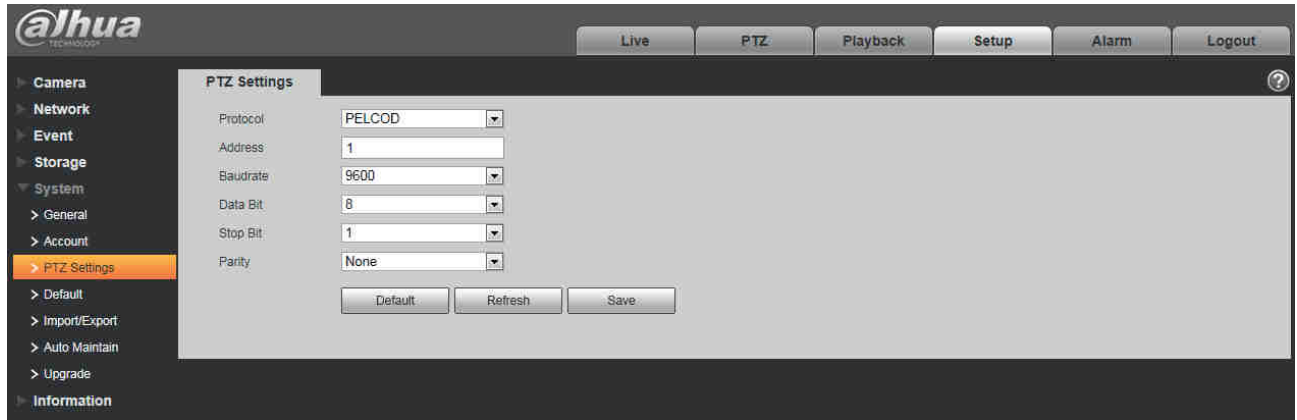 alhua
TECHNOLOGY
Live PTZ Playback Setup Alarm Logout
Camera
Network
Event
Storage
System
> General
> Account
> PTZ Settings
> Default
> Import/Export
> Auto Maintain
> Upgrade
Information
PTZ Settings ?
Protocol PELCOD
Address 1
Baudrate 9600
Data Bit 8
Stop Bit 1
Parity None
Default Refresh Save